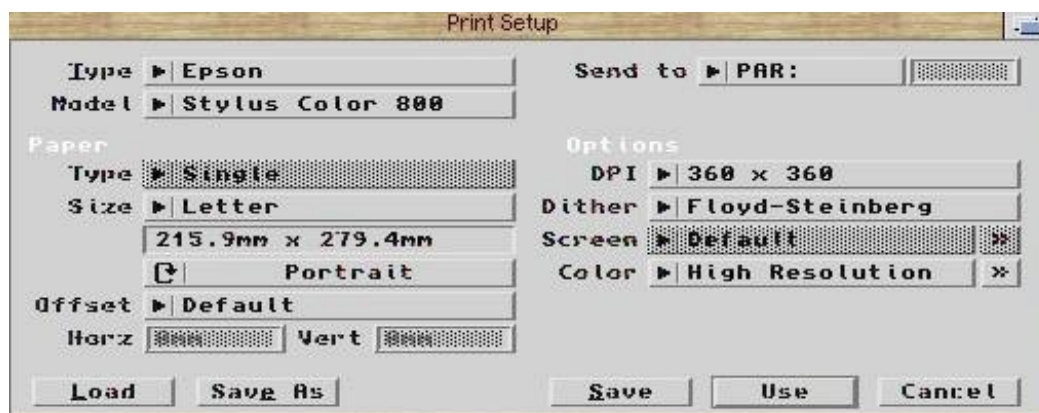 Print Setup
Type Epson
Send to PAR:
Model Stylus Color 800
Paper
Options
Type Single
DPI 360 x 360
Size Letter
Dither Floyd-Steinberg
215.9mm x 279.4mm
Screen Default »
Portrait
Color High Resolution »
Offset Default
Horz 0mm Vert 0mm
Load Save As Save Use Cancel